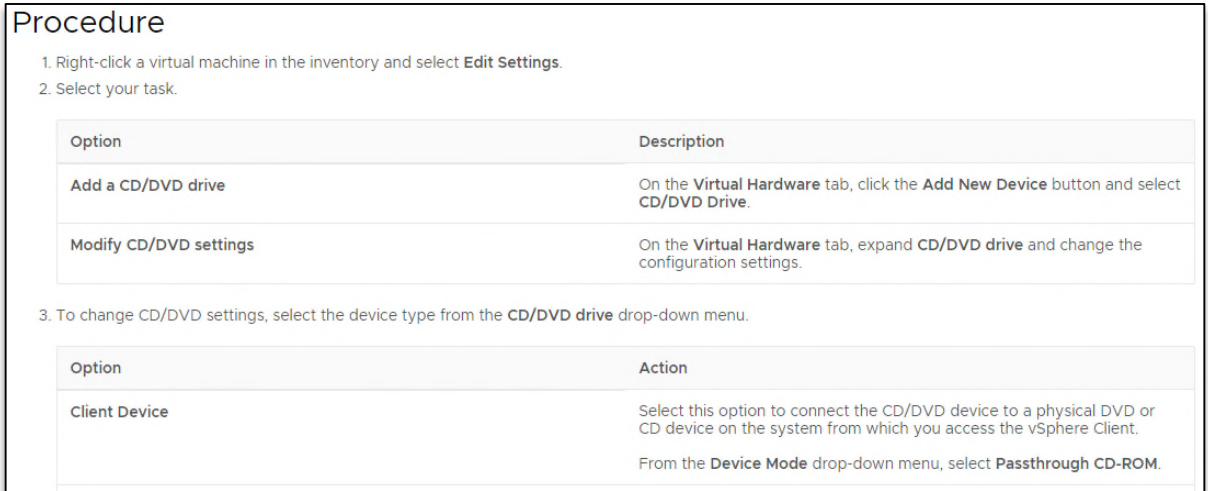 Procedure
1. Right-click a virtual machine in the inventory and select Edit Settings.
2. Select your task.
Option Description
Add a CD/DVD drive On the Virtual Hardware tab, click the Add New Device button and select
CD/DVD Drive.
Modify CD/DVD settings On the Virtual Hardware tab, expand CD/DVD drive and change the
configuration settings.
3. To change CD/DVD settings, select the device type from the CD/DVD drive drop-down menu.
Option Action
Client Device Select this option to connect the CD/DVD device to a physical DVD or
CD device on the system from which you access the vSphere Client.
From the Device Mode drop-down menu, select Passthrough CD-ROM.